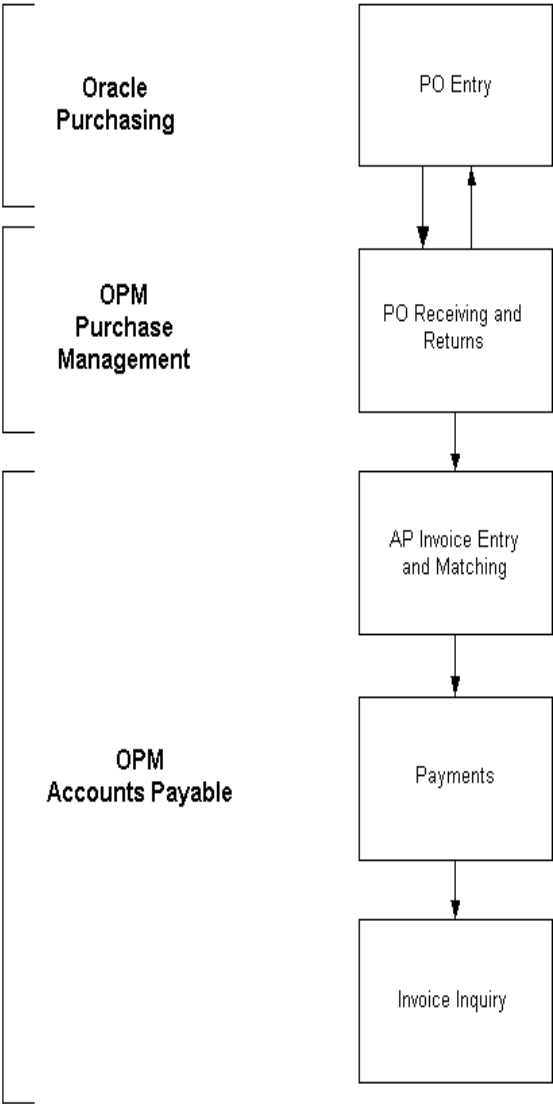 Oracle
Purchasing
PO Entry
OPM
Purchase
Management
PO Receiving and
Returns
AP Invoice Entry
and Matching
OPM
Accounts Payable
Payments
Invoice Inquiry